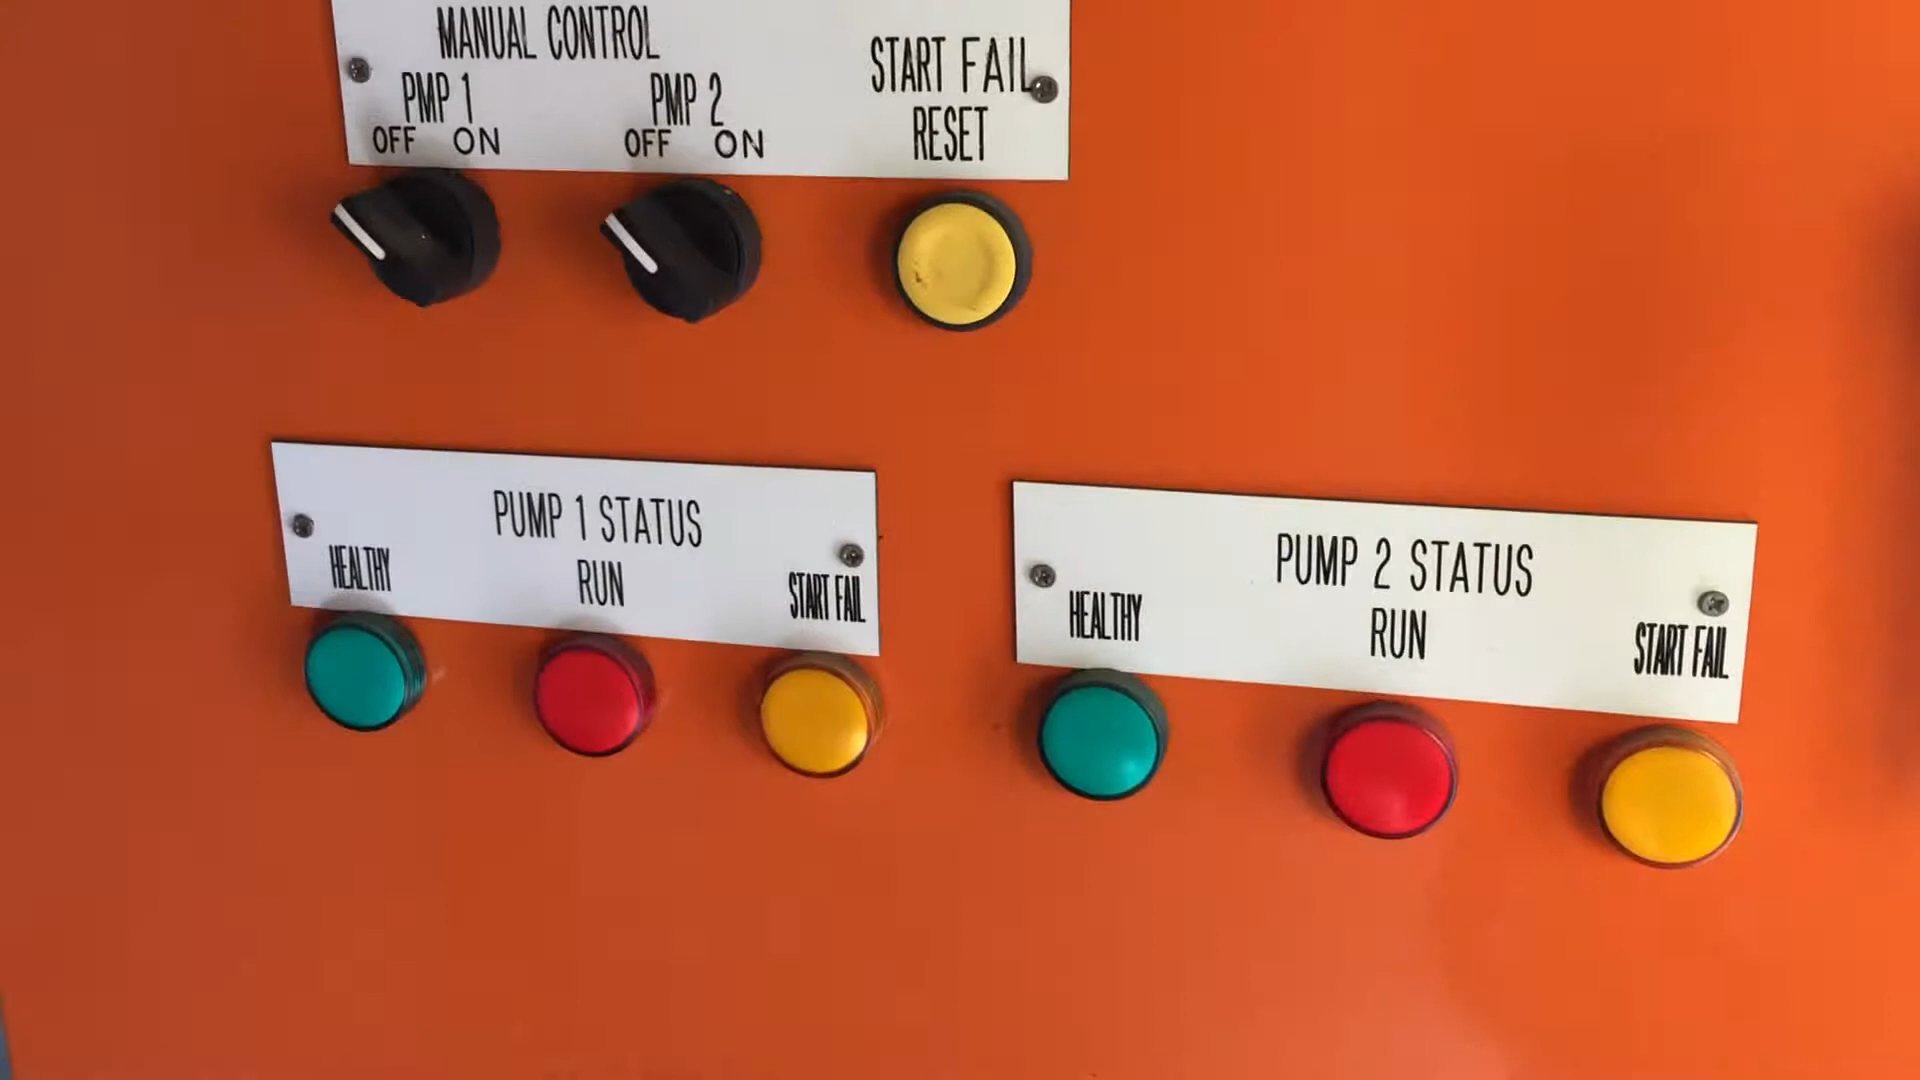 MANUAL CONTROL
PMP 1
OFF ON
PMP 2
OFF ON
START FAIL
RESET
PUMP 1 STATUS
HEALTHY
RUN
START FAIL
PUMP 2 STATUS
HEALTHY
RUN
START FAIL